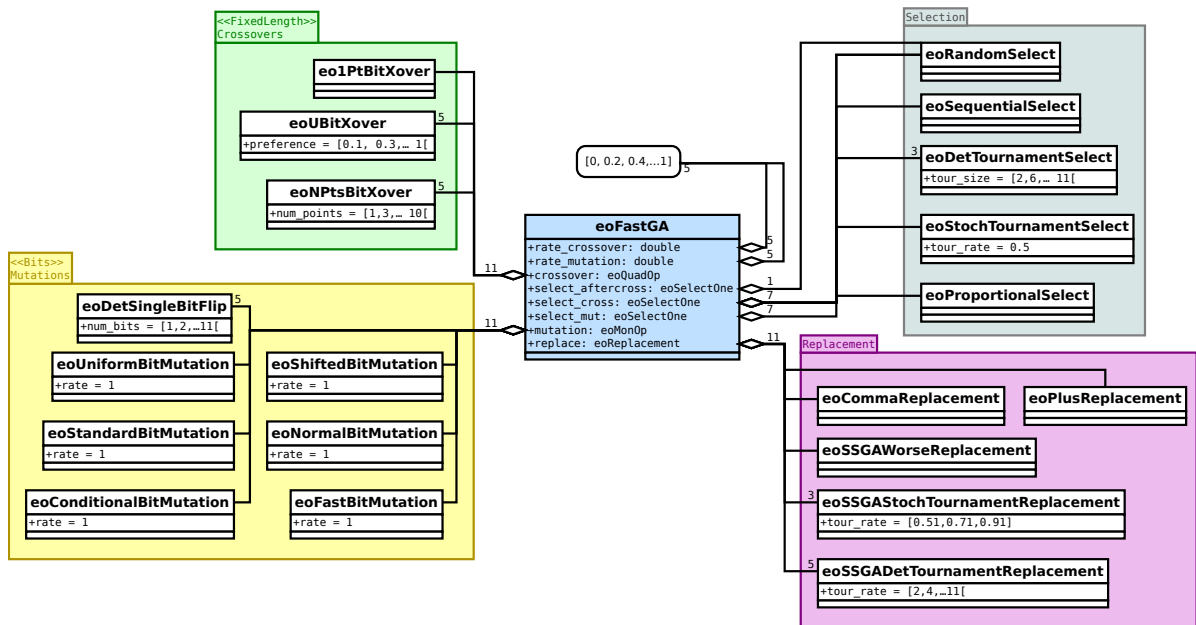 <<FixedLength>>
Crossovers
eo1PtBitXover
eoUBitXover
5
+preference = [0.1, 0.3,… 1[
eoNPtsBitXover
5
+num_points = [1,3,… 10[
<<Bits>>
Mutations
eoDetSingleBitFlip
5
+num_bits = [1,2,…11[
eoUniformBitMutation
+rate = 1
eoShiftedBitMutation
+rate = 1
eoStandardBitMutation
+rate = 1
eoNormalBitMutation
+rate = 1
eoConditionalBitMutation
+rate = 1
eoFastBitMutation
+rate = 1
[0, 0.2, 0.4,…1]
5
eoFastGA
+rate_crossover: double
5
+rate_mutation: double
5
11
+crossover: eoQuadOp
+select_aftercross: eoSelectOne
1
+select_cross: eoSelectOne
7
+select_mut: eoSelectOne
7
11
+mutation: eoMonOp
+replace: eoReplacement
11
Selection
eoRandomSelect
eoSequentialSelect
3
eoDetTournamentSelect
+tour_size = [2,6,… 11[
eoStochTournamentSelect
+tour_rate = 0.5
eoProportionalSelect
Replacement
eoCommaReplacement
eoPlusReplacement
eoSSGAWorseReplacement
3
eoSSGAStochTournamentReplacement
+tour_rate = [0.51,0.71,0.91]
5
eoSSGADetTournamentReplacement
+tour_rate = [2,4,…11[